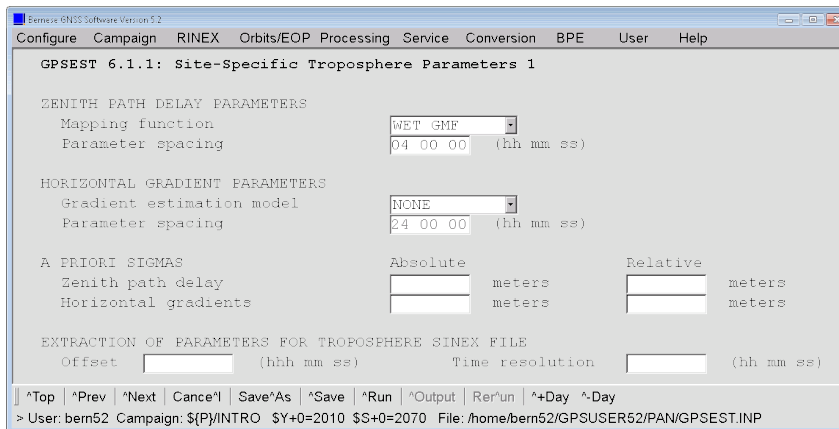 Bernese GNSS Software Version 5.2
Configure Campaign RINEX Orbits/EOP Processing Service Conversion BPE User Help
GPSEST 6.1.1: Site-Specific Troposphere Parameters 1
ZENITH PATH DELAY PARAMETERS
Mapping function WET GMF
Parameter spacing 04 00 00 (hh mm ss)
HORIZONTAL GRADIENT PARAMETERS
Gradient estimation model NONE
Parameter spacing 24 00 00 (hh mm ss)
A PRIORI SIGMAS Absolute Relative
Zenith path delay meters meters
Horizontal gradients meters meters
EXTRACTION OF PARAMETERS FOR TROPOSPHERE SINEX FILE
Offset (hhh mm ss) Time resolution (hh mm ss)
^Top | ^Prev | ^Next | Cance^l | Save^As | ^Save | ^Run | ^Output | Rer^un | ^+Day ^-Day
> User: bern52 Campaign: ${P}/INTRO $Y+0=2010 $S+0=2070 File: /home/bern52/GPSUSER52/PAN/GPSEST.INP